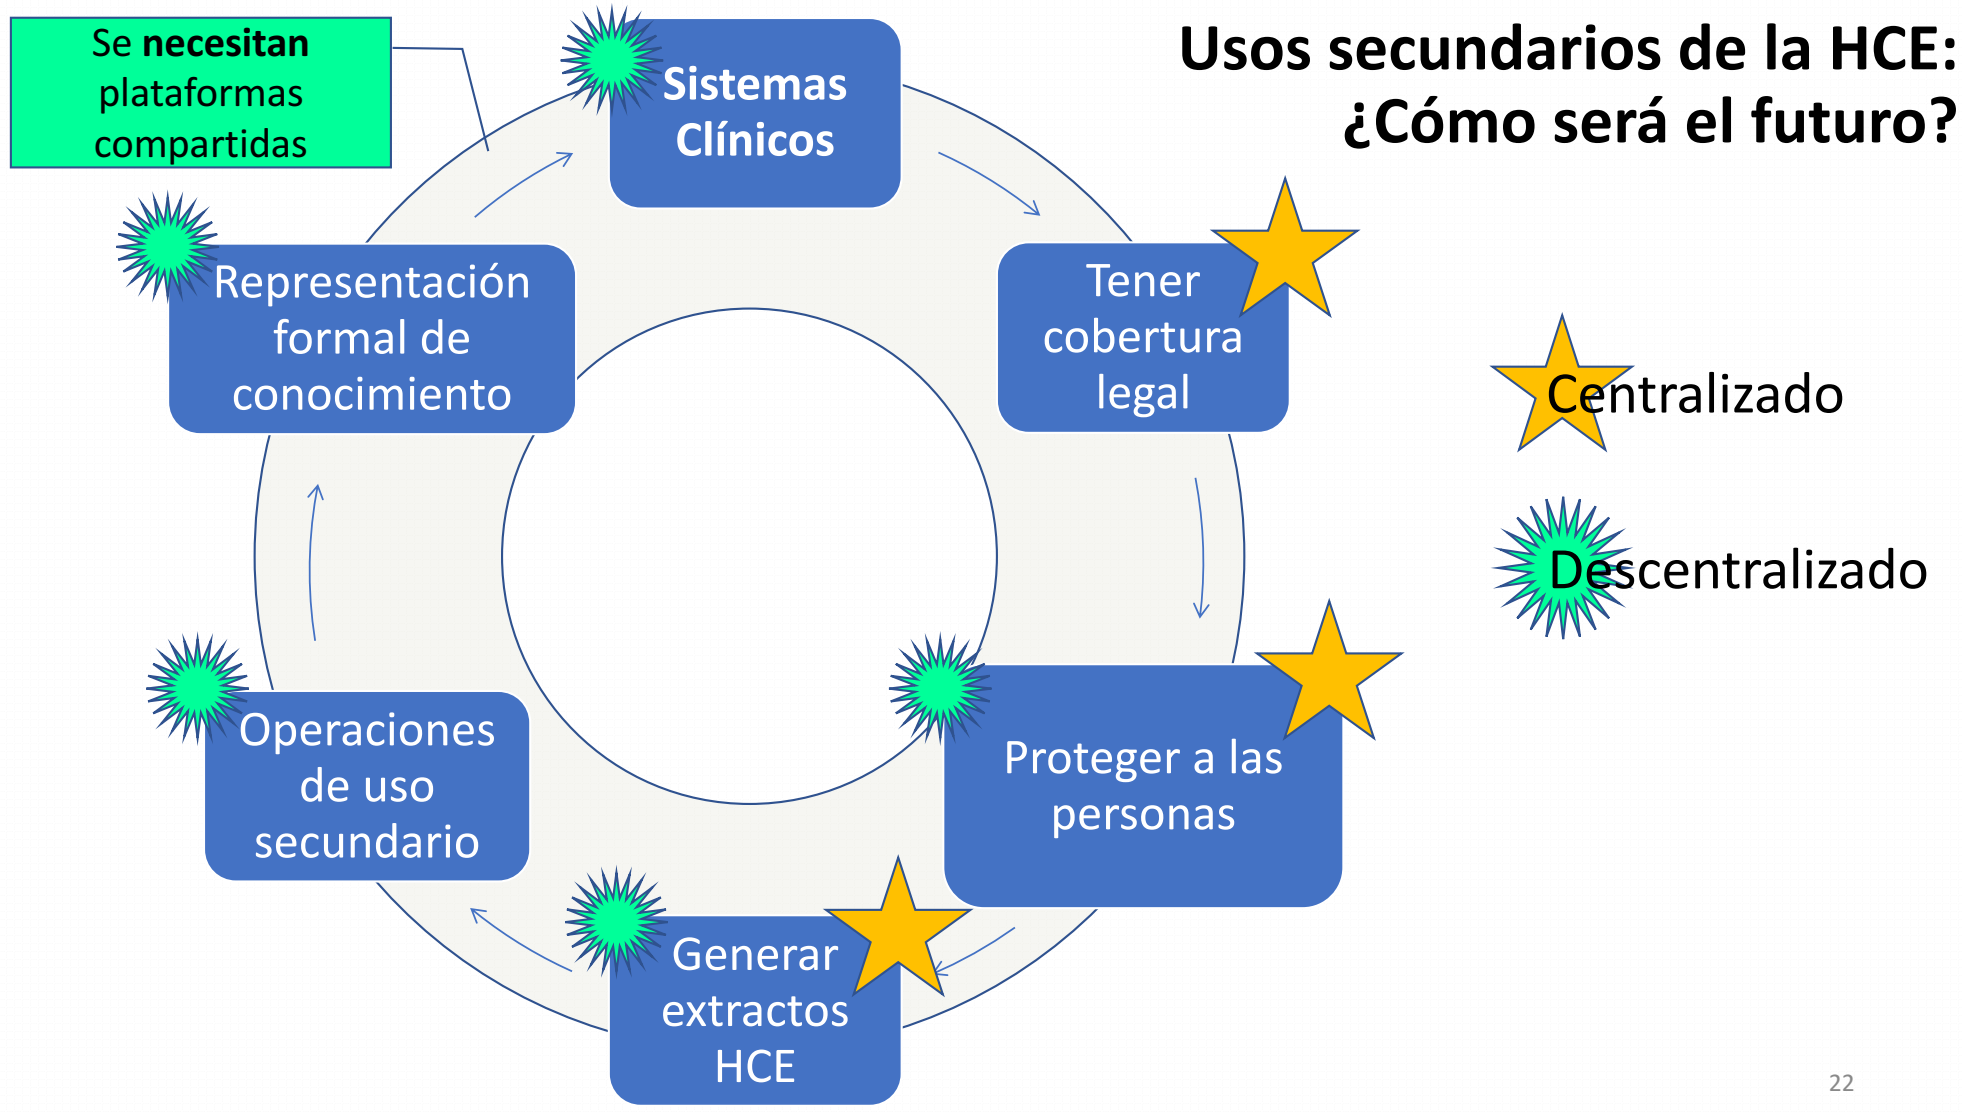 Usos secundarios de la HCE:
¿Cómo será el futuro?
Se necesitan
plataformas
compartidas
Sistemas
Clínicos
Tener
cobertura
legal
Proteger a las
personas
Generar
extractos
HCE
Operaciones
de uso
secundario
Representación
formal de
conocimiento
Centralizado
Descentralizado
22